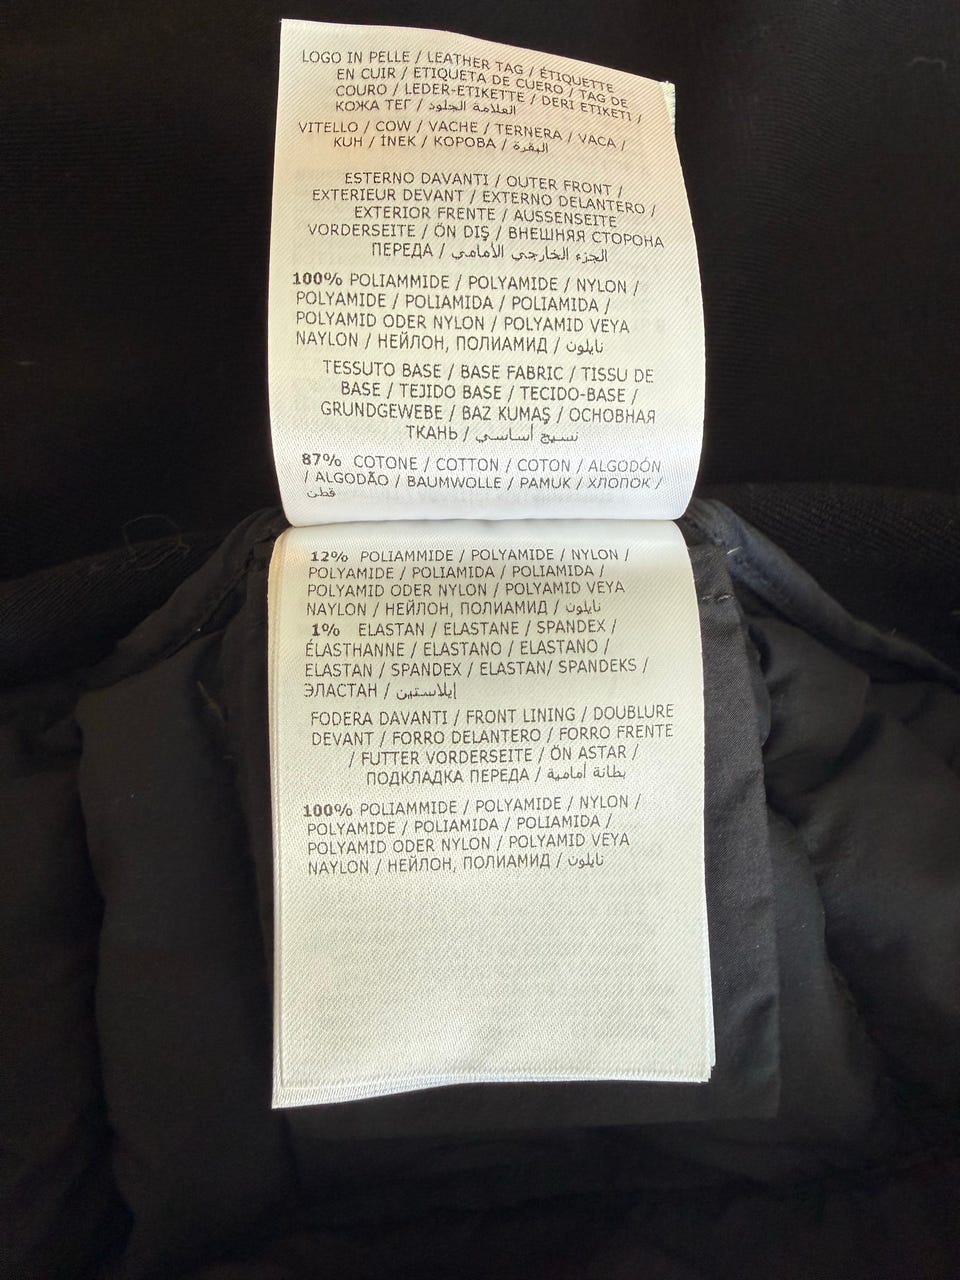 LOGO IN PELLE / LEATHER TAG / ÉTIQUETTE
EN CUIR / ETIQUETA DE CUERO / TAG DE
COURO / LEDER-ETIKETTE / DERI ETIKETI /
КОЖА ТЕГ / العلامة الجلود
VITELLO / COW / VACHE / TERNERA / VACA /
KUH / İNEK / КОРОВА / البقرة
ESTERNO DAVANTI / OUTER FRONT /
EXTERIEUR DEVANT / EXTERNO DELANTERO /
EXTERIOR FRENTE / AUSSENSEITE
VORDERSEITE / ÖN DIŞ / ВНЕШНЯЯ СТОРОНА
ПЕРЕДА / الجزء الخارجي الأمامي
100% POLIAMMIDE / POLYAMIDE / NYLON /
POLYAMIDE / POLIAMIDA / POLIAMIDA /
POLYAMID ODER NYLON / POLYAMID VEYA
NAYLON / НЕЙЛОН, ПОЛИАМИД / نايلون
TESSUTO BASE / BASE FABRIC / TISSU DE
BASE / TEJIDO BASE / TECIDO-BASE /
GRUNDGEWEBE / BAZ KUMAŞ / ОСНОВНАЯ
ТКАНЬ / نسيج أساسي
87% COTONE / COTTON / COTON / ALGODÓN
/ ALGODÃO / BAUMWOLLE / PAMUK / ХЛОПОК /
قطن
12% POLIAMMIDE / POLYAMIDE / NYLON /
POLYAMIDE / POLIAMIDA / POLIAMIDA /
POLYAMID ODER NYLON / POLYAMID VEYA
NAYLON / НЕЙЛОН, ПОЛИАМИД / نايلون
1% ELASTAN / ELASTANE / SPANDEX /
ÉLASTHANNE / ELASTANO / ELASTANO /
ELASTAN / SPANDEX / ELASTAN/ SPANDEKS /
ЭЛАСТАН / إيلاستين
FODERA DAVANTI / FRONT LINING / DOUBLURE
DEVANT / FORRO DELANTERO / FORRO FRENTE
/ FUTTER VORDERSEITE / ÖN ASTAR /
ПОДКЛАДКА ПЕРЕДА / بطانة أمامية
100% POLIAMMIDE / POLYAMIDE / NYLON /
POLYAMIDE / POLIAMIDA / POLIAMIDA /
POLYAMID ODER NYLON / POLYAMID VEYA
NAYLON / НЕЙЛОН, ПОЛИАМИД / نايلون